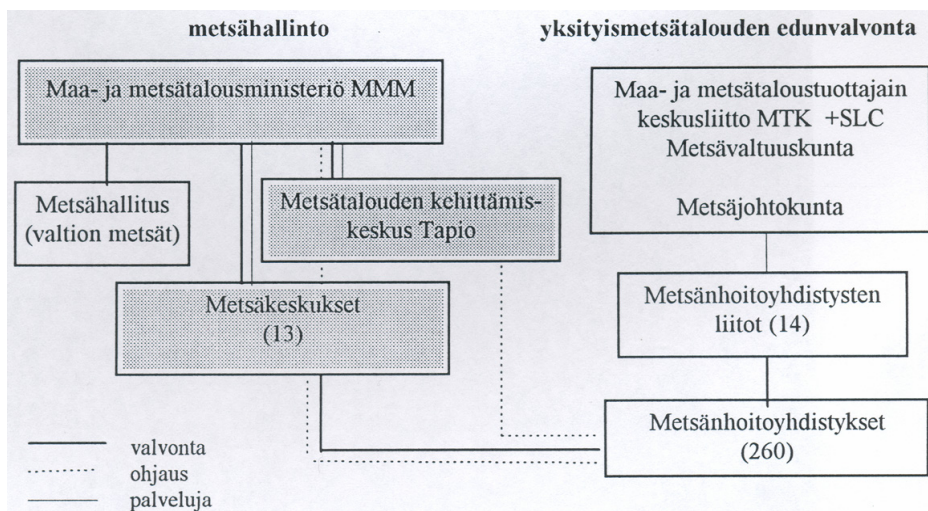 metsähallinto
yksityismetsätalouden edunvalvonta
Maa- ja metsätalousministeriö MMM
Maa- ja metsätaloustuottajain
keskusliitto MTK +SLC
Metsävaltuuskunta
Metsäjohtokunta
Metsähallitus
(valtion metsät)
Metsätalouden kehittämis-
keskus Tapio
Metsäkeskukset
(13)
Metsänhoitoyhdistysten
liitot (14)
Metsänhoitoyhdistykset
(260)
valvonta
ohjaus
palveluja